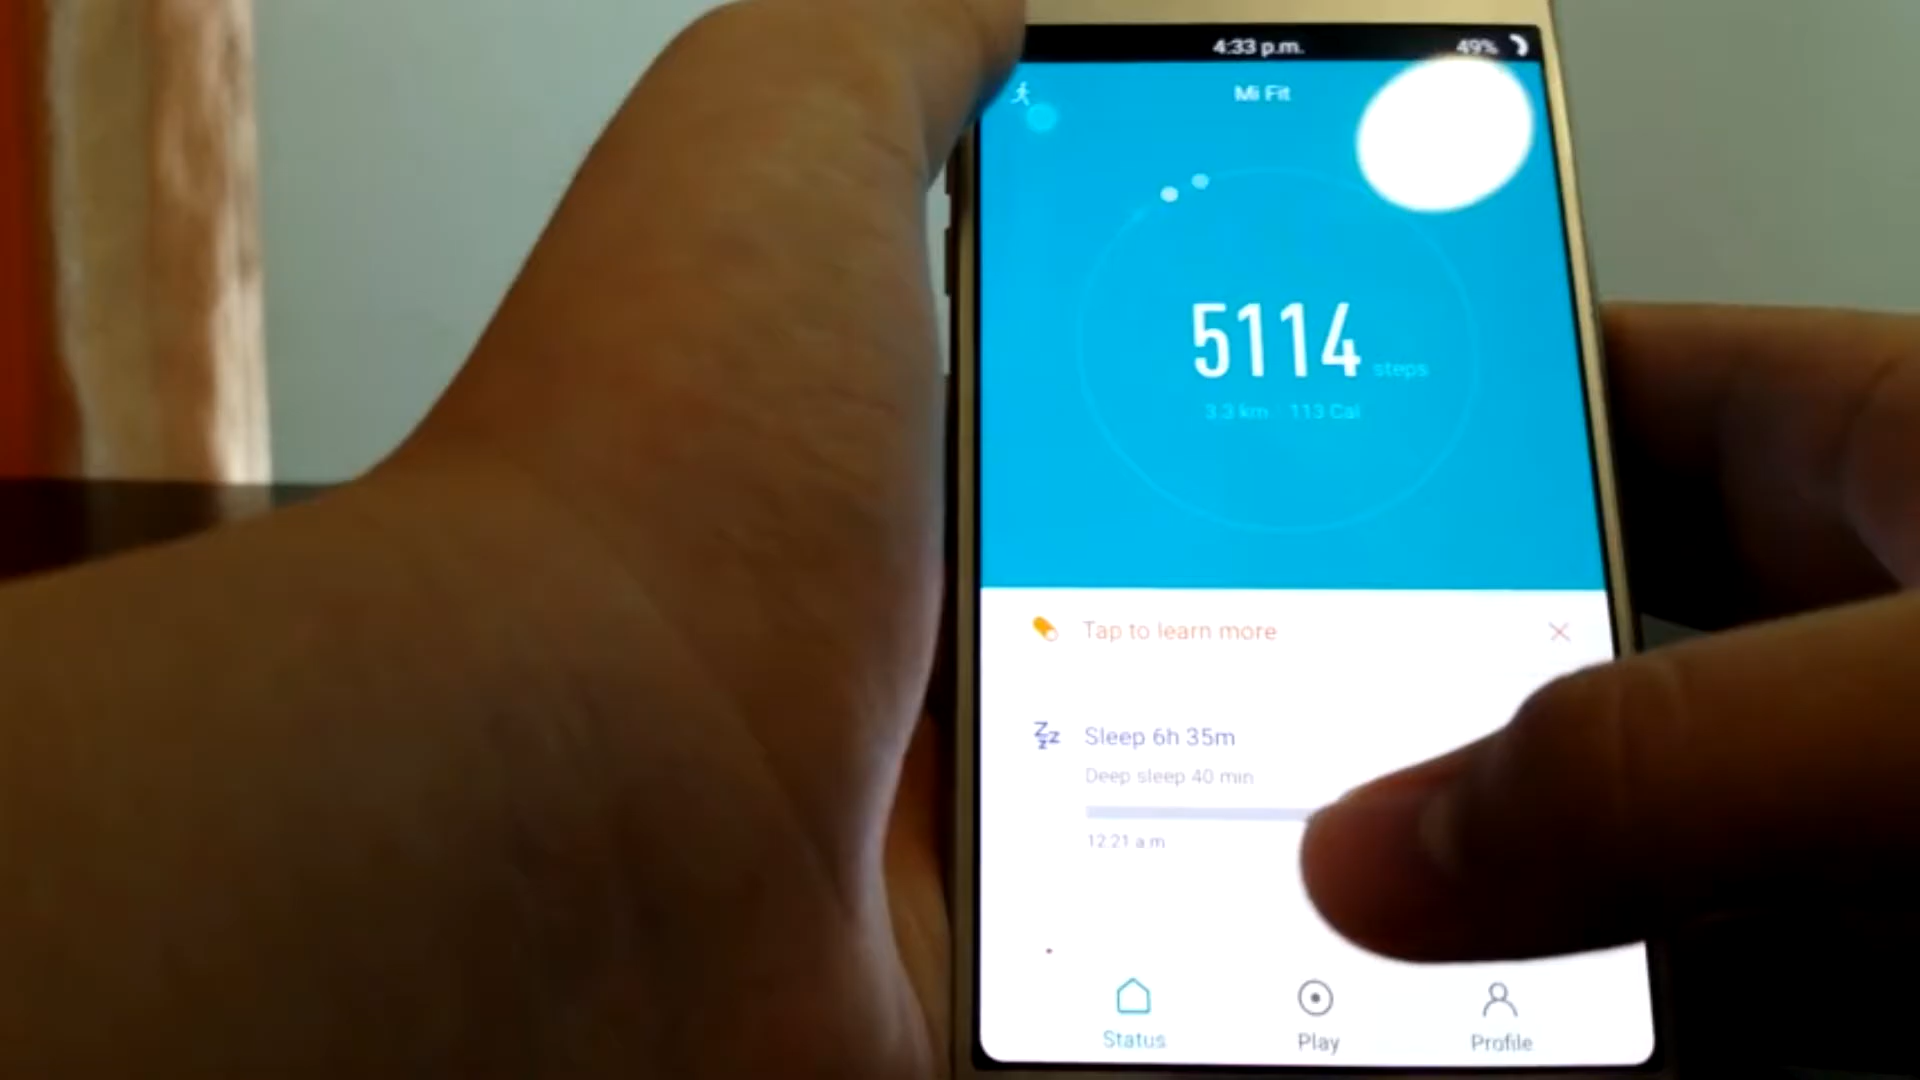 4:33 p.m. 49%
Mi Fit
5114 steps
3.3 km 113 Cal
Tap to learn more
Sleep 6h 35m
Deep sleep 40 min
12:21 a.m
Status Play Profile